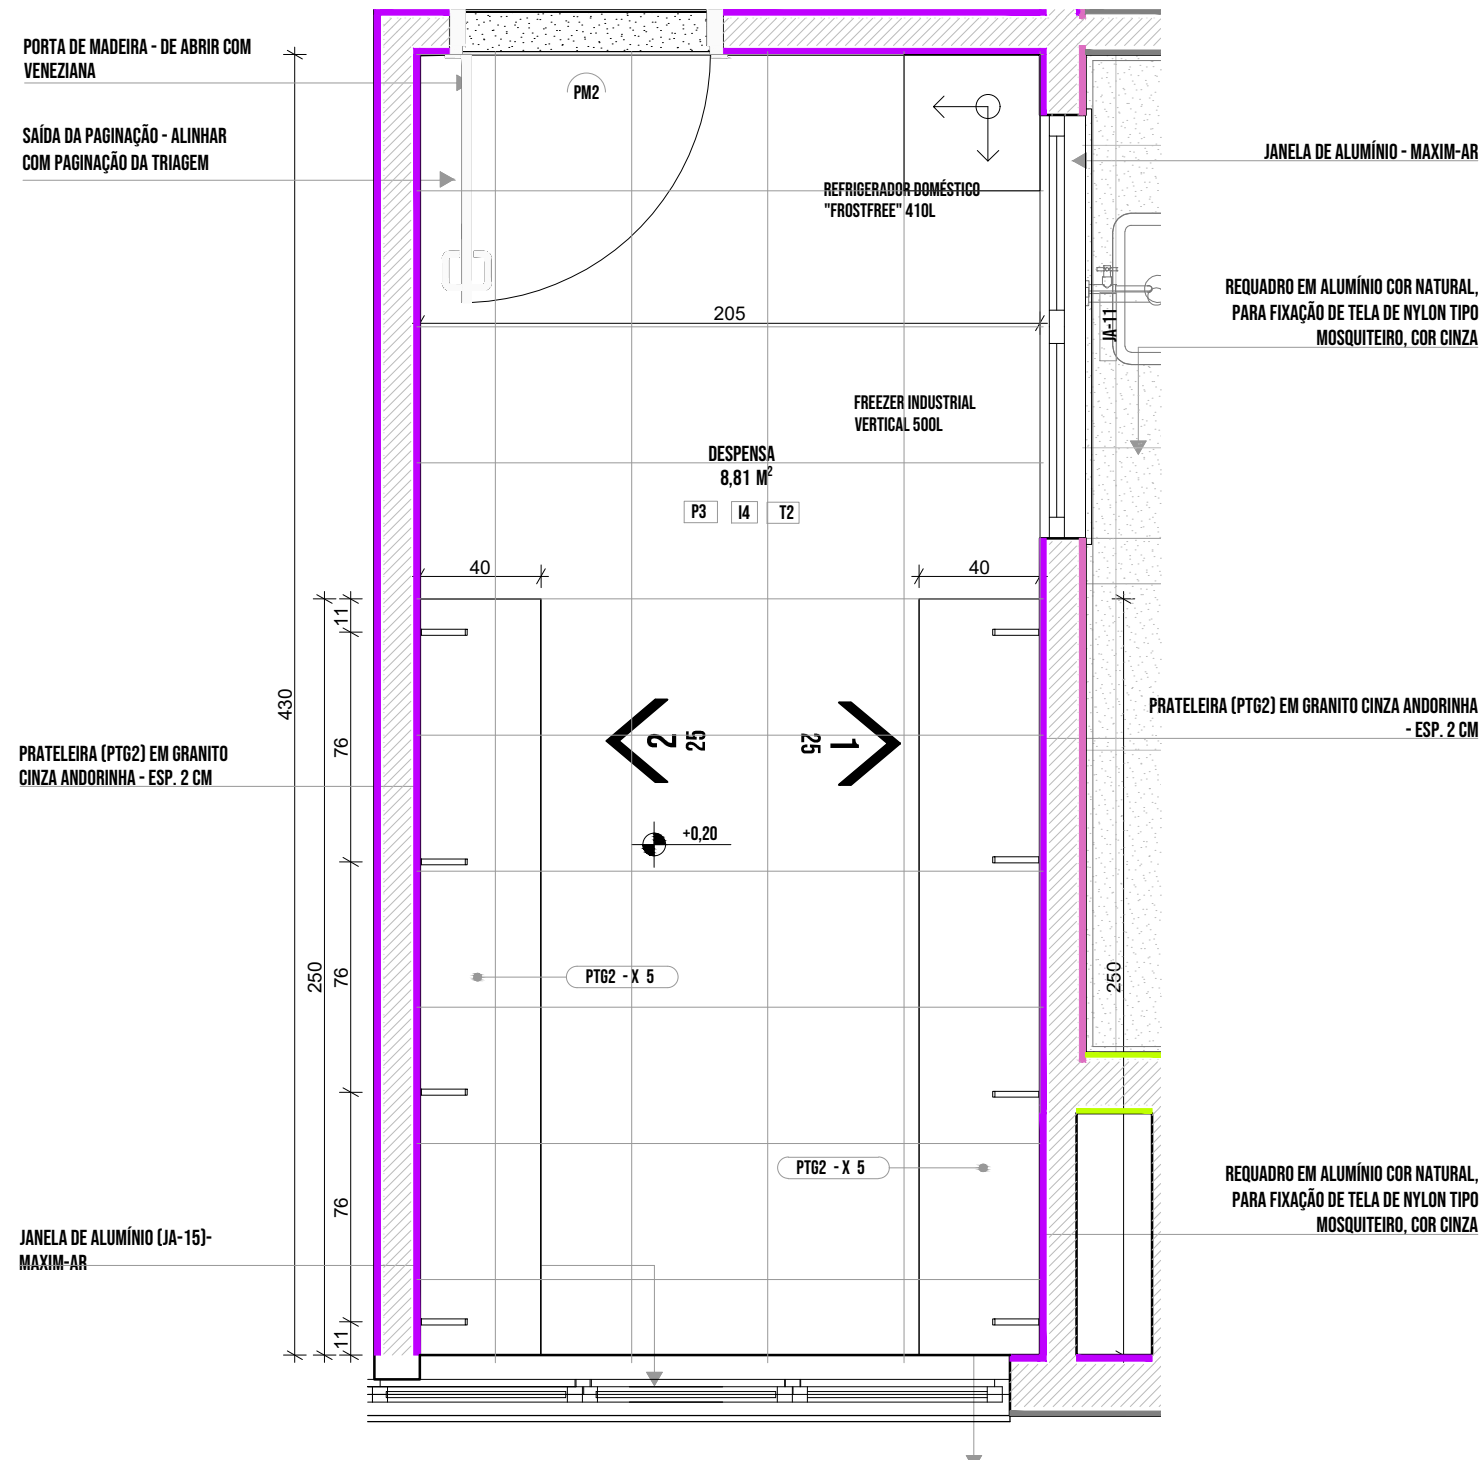 PORTA DE MADEIRA - DE ABRIR COM
VENEZIANA
SAÍDA DA PAGINAÇÃO - ALINHAR
COM PAGINAÇÃO DA TRIAGEM
PM2
REFRIGERADOR DOMÉSTICO
"FROSTFREE" 410L
JANELA DE ALUMÍNIO - MAXIM-AR
REQUADRO EM ALUMÍNIO COR NATURAL,
PARA FIXAÇÃO DE TELA DE NYLON TIPO
MOSQUITEIRO, COR CINZA
JA-11
205
FREEZER INDUSTRIAL
VERTICAL 500L
DESPENSA
8,81 M²
P3 I4 T2
40
40
11
430
76
2
25
25
1
PRATELEIRA (PTG2) EM GRANITO CINZA ANDORINHA
- ESP. 2 CM
PRATELEIRA (PTG2) EM GRANITO
CINZA ANDORINHA - ESP. 2 CM
+0,20
250
76
PTG2 - X 5
250
PTG2 - X 5
76
REQUADRO EM ALUMÍNIO COR NATURAL,
PARA FIXAÇÃO DE TELA DE NYLON TIPO
MOSQUITEIRO, COR CINZA
JANELA DE ALUMÍNIO (JA-15)-
MAXIM-AR
11